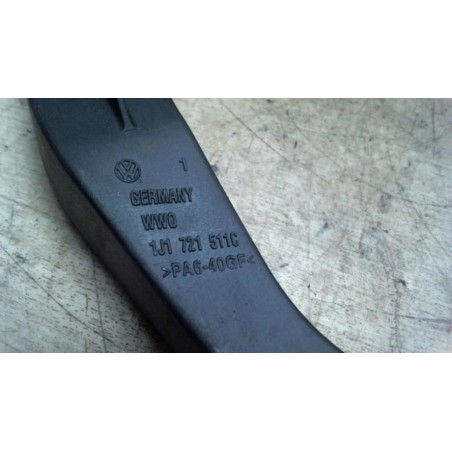 1
GERMANY
WWO
1J1 721 511C
>PA6-40GF<